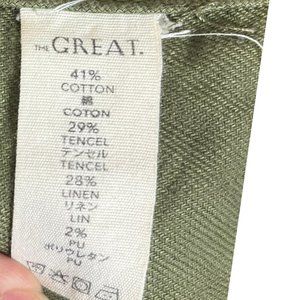 THE GREAT.
41%
COTTON
綿
COTON
29%
TENCEL
テンセル
TENCEL
28%
LINEN
リネン
LIN
2%
PU
ポリウレタン
PU